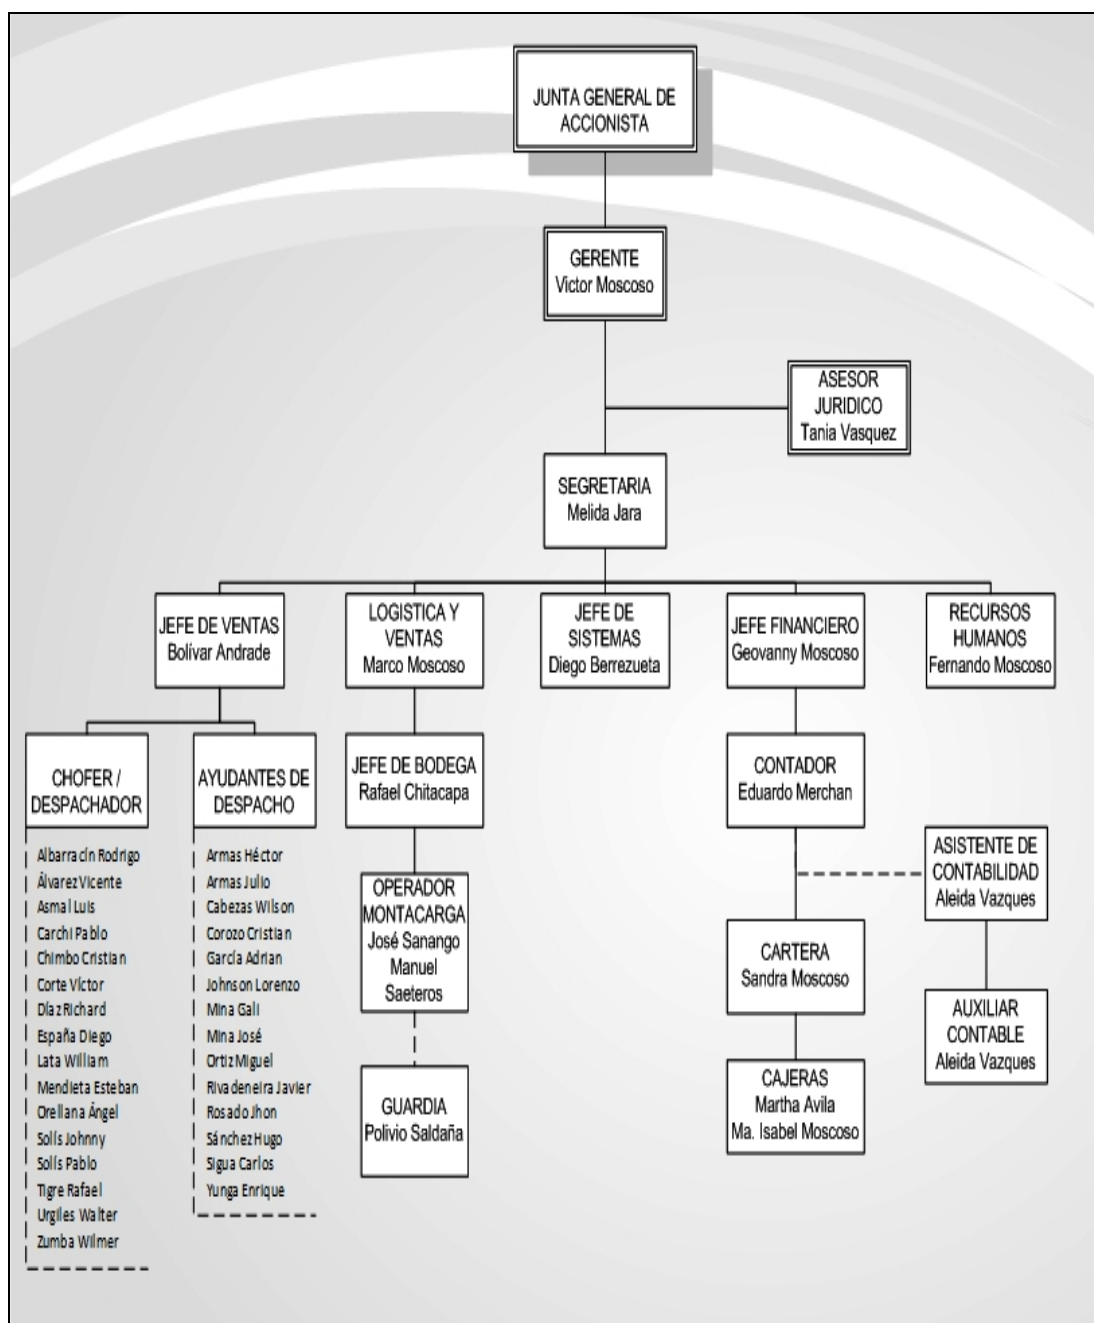 JUNTA GENERAL DE
ACCIONISTA
GERENTE
Victor Moscoso
ASESOR
JURIDICO
Tania Vasquez
SEGRETARIA
Melida Jara
JEFE DE VENTAS
Bolívar Andrade
LOGISTICA Y
VENTAS
Marco Moscoso
JEFE DE
SISTEMAS
Diego Berrezueta
JEFE FINANCIERO
Geovanny Moscoso
RECURSOS
HUMANOS
Fernando Moscoso
CHOFER /
DESPACHADOR
Albarracín Rodrigo
Álvarez Vicente
Asmal Luis
Carchi Pablo
Chimbo Cristian
Corte Víctor
Díaz Richard
España Diego
Lata William
Mendieta Esteban
Orellana Ángel
Solís Johnny
Solís Pablo
Tigre Rafael
Urgiles Walter
Zumba Wilmer
AYUDANTES DE
DESPACHO
Armas Héctor
Armas Julio
Cabezas Wilson
Corozo Cristian
García Adrian
Johnson Lorenzo
Mina Gali
Mina José
Ortiz Miguel
Rivadeneira Javier
Rosado Jhon
Sánchez Hugo
Sigua Carlos
Yunga Enrique
JEFE DE BODEGA
Rafael Chitacapa
OPERADOR
MONTACARGA
José Sanango
Manuel
Saeteros
GUARDIA
Polivio Saldaña
CONTADOR
Eduardo Merchan
ASISTENTE DE
CONTABILIDAD
Aleida Vazques
CARTERA
Sandra Moscoso
AUXILIAR
CONTABLE
Aleida Vazques
CAJERAS
Martha Avila
Ma. Isabel Moscoso